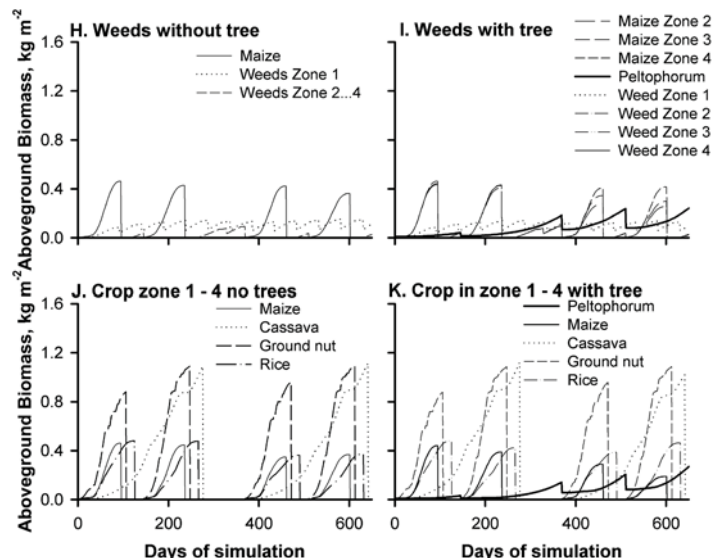 H. Weeds without tree
Maize
Weeds Zone 1
Weeds Zone 2...4
1.6
1.2
0.8
0.4
0.0
Aboveground Biomass, kg m-2
I. Weeds with tree
Maize Zone 2
Maize Zone 3
Maize Zone 4
Peltophorum
Weed Zone 1
Weed Zone 2
Weed Zone 3
Weed Zone 4
J. Crop zone 1 - 4 no trees
Maize
Cassava
Ground nut
Rice
1.6
1.2
0.8
0.4
0.0
Aboveground Biomass, kg m-2
0
200
400
600
Days of simulation
K. Crop in zone 1 - 4 with tree
Peltophorum
Maize
Cassava
Ground nut
Rice
0
200
400
600
Days of simulation